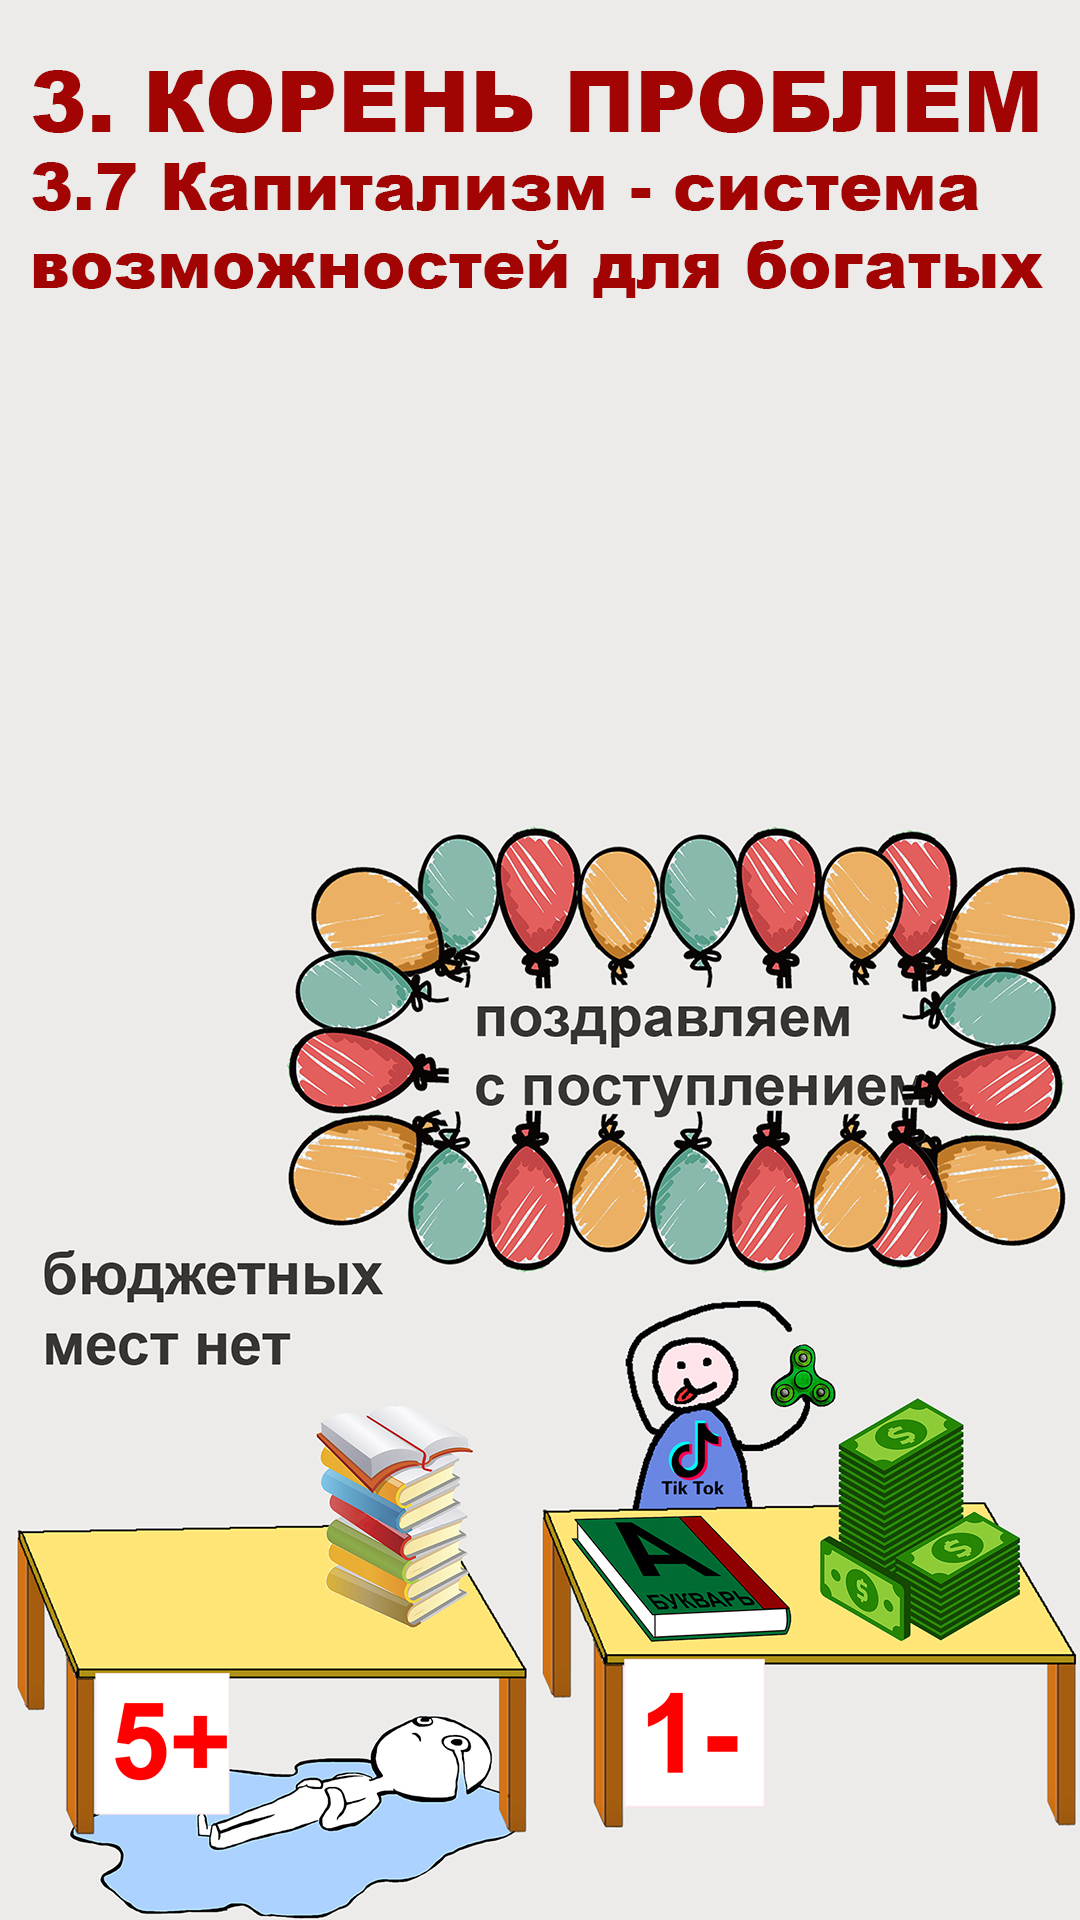 3. КОРЕНЬ ПРОБЛЕМ
3.7 Капитализм - система
возможностей для богатых
поздравляем
с поступлением
бюджетных
мест нет
Tik Tok
А
БУКВАРЬ
5+
1-